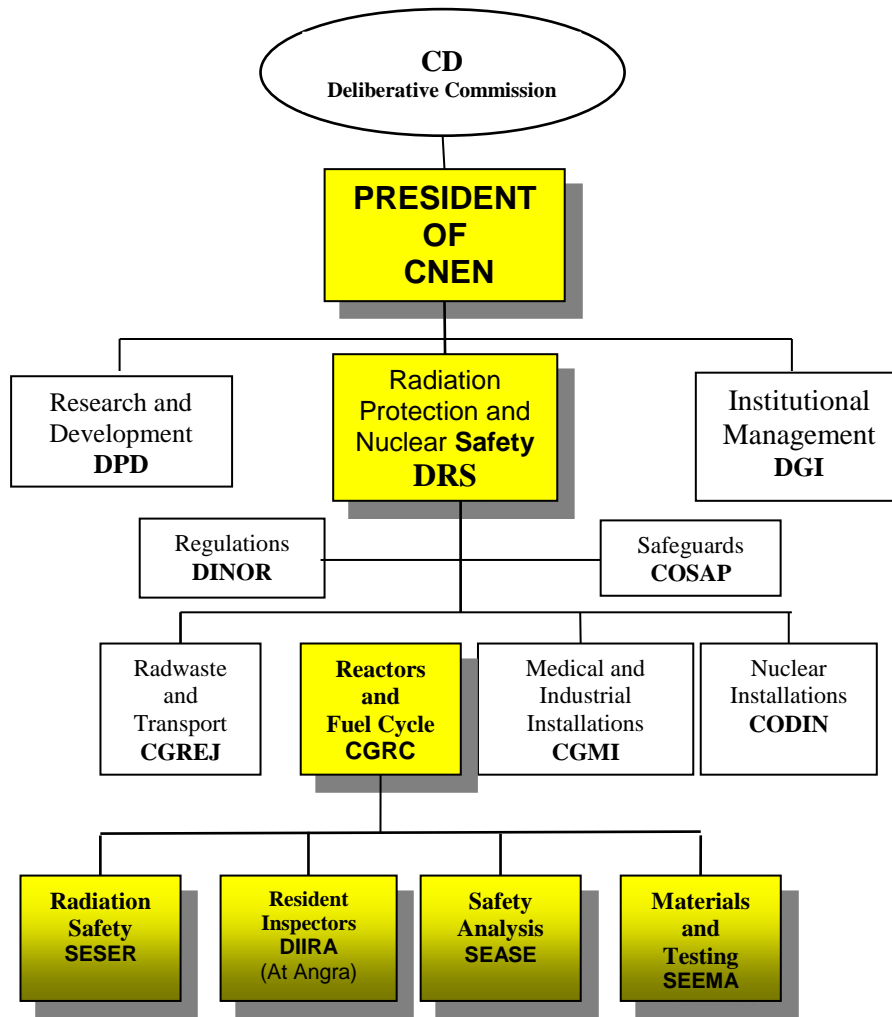 CD
Deliberative Commission
PRESIDENT
OF
CNEN
Research and
Development
DPD
Radiation
Protection and
Nuclear Safety
DRS
Institutional
Management
DGI
Regulations
DINOR
Safeguards
COSAP
Radwaste
and
Transport
CGREJ
Reactors
and
Fuel Cycle
CGRC
Medical and
Industrial
Installations
CGMI
Nuclear
Installations
CODIN
Radiation
Safety
SESER
Resident
Inspectors
DIIRA
(At Angra)
Safety
Analysis
SEASE
Materials
and
Testing
SEEMA